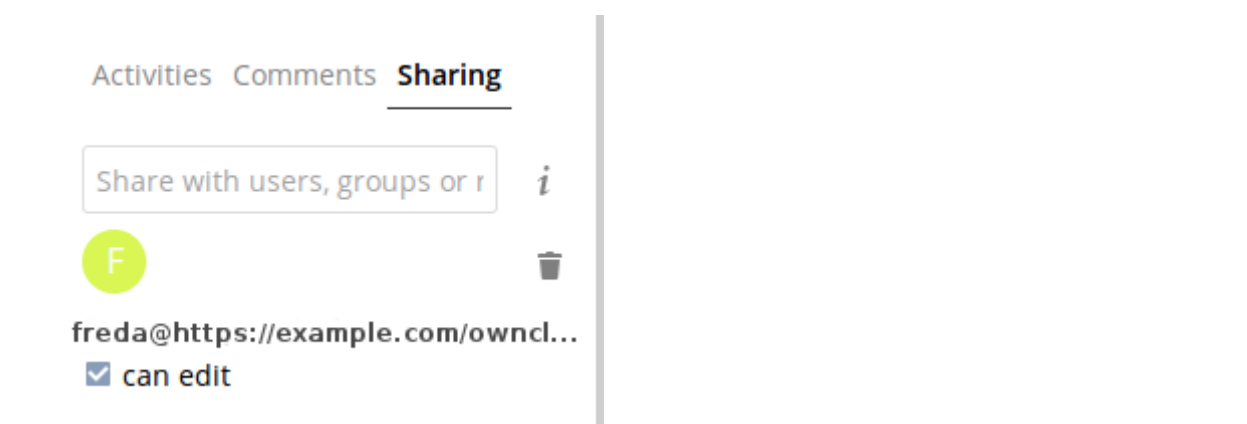 Activities Comments Sharing
Share with users, groups or r
i
F
freda@https://example.com/owncl...
can edit